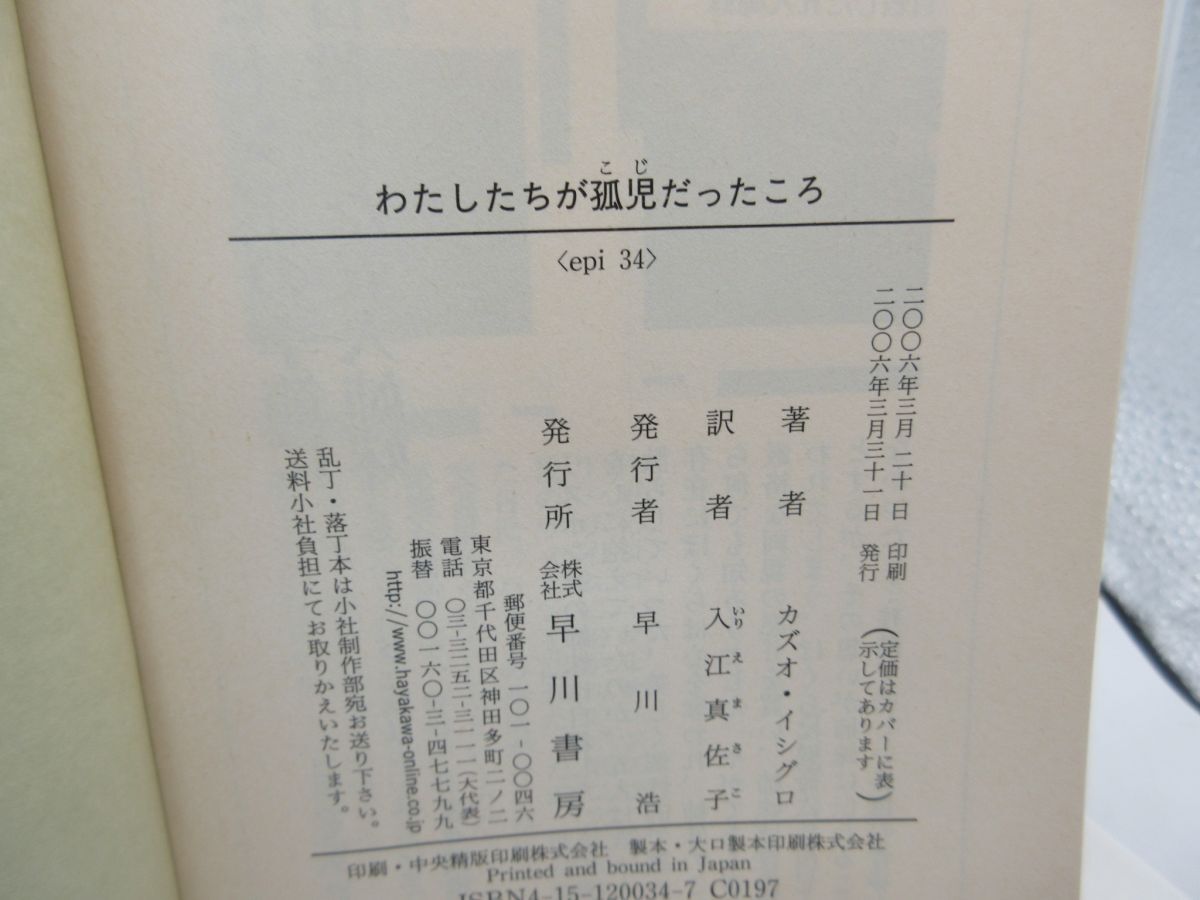 こじ
わたしたちが孤児だったころ
〈epi 34〉
二〇〇六年三月 二十日 印刷
二〇〇六年三月三十一日 発行
(定価はカバーに表
示してあります)
著者 カズオ・イシグロ
訳者 入江真佐子
いりえまさこ
発行者 早川 浩
発行所 株式会社 早川書房
郵便番号 一〇一-〇〇四六
東京都千代田区神田多町二ノ二
電話 〇三-三二五二-三一一一(大代表)
振替 〇〇一六〇-三-四七七九九
http://www.hayakawa-online.co.jp
乱丁・落丁本は小社制作部宛お送り下さい。
送料小社負担にてお取りかえいたします。
印刷・中央精版印刷株式会社 製本・大口製本印刷株式会社
Printed and bound in Japan
ISBN4-15-120034-7 C0197